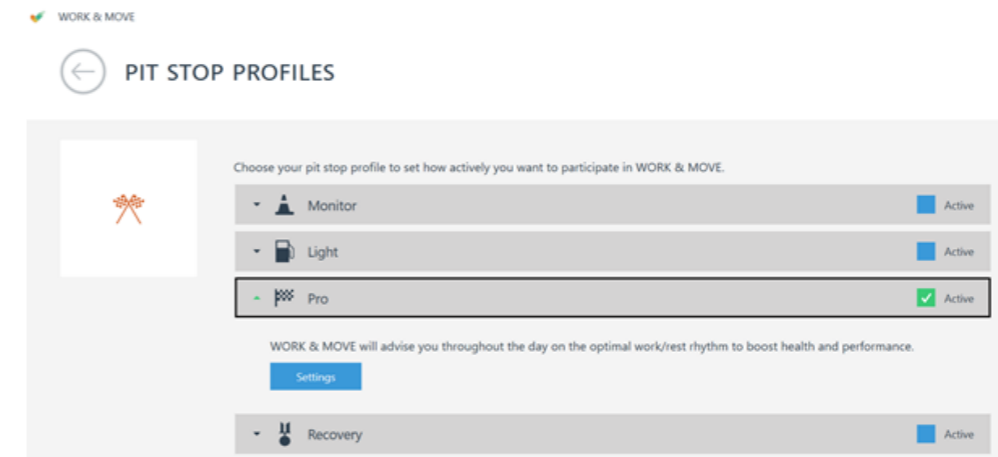 WORK & MOVE
PIT STOP PROFILES
Choose your pit stop profile to set how actively you want to participate in WORK & MOVE.
Monitor Active
Light Active
Pro Active
WORK & MOVE will advise you throughout the day on the optimal work/rest rhythm to boost health and performance.
Settings
Recovery Active